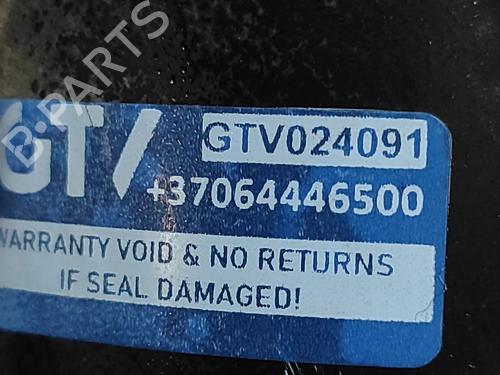 B-PARTS
GTV GTV024091
+37064446500
WARRANTY VOID & NO RETURNS
IF SEAL DAMAGED!